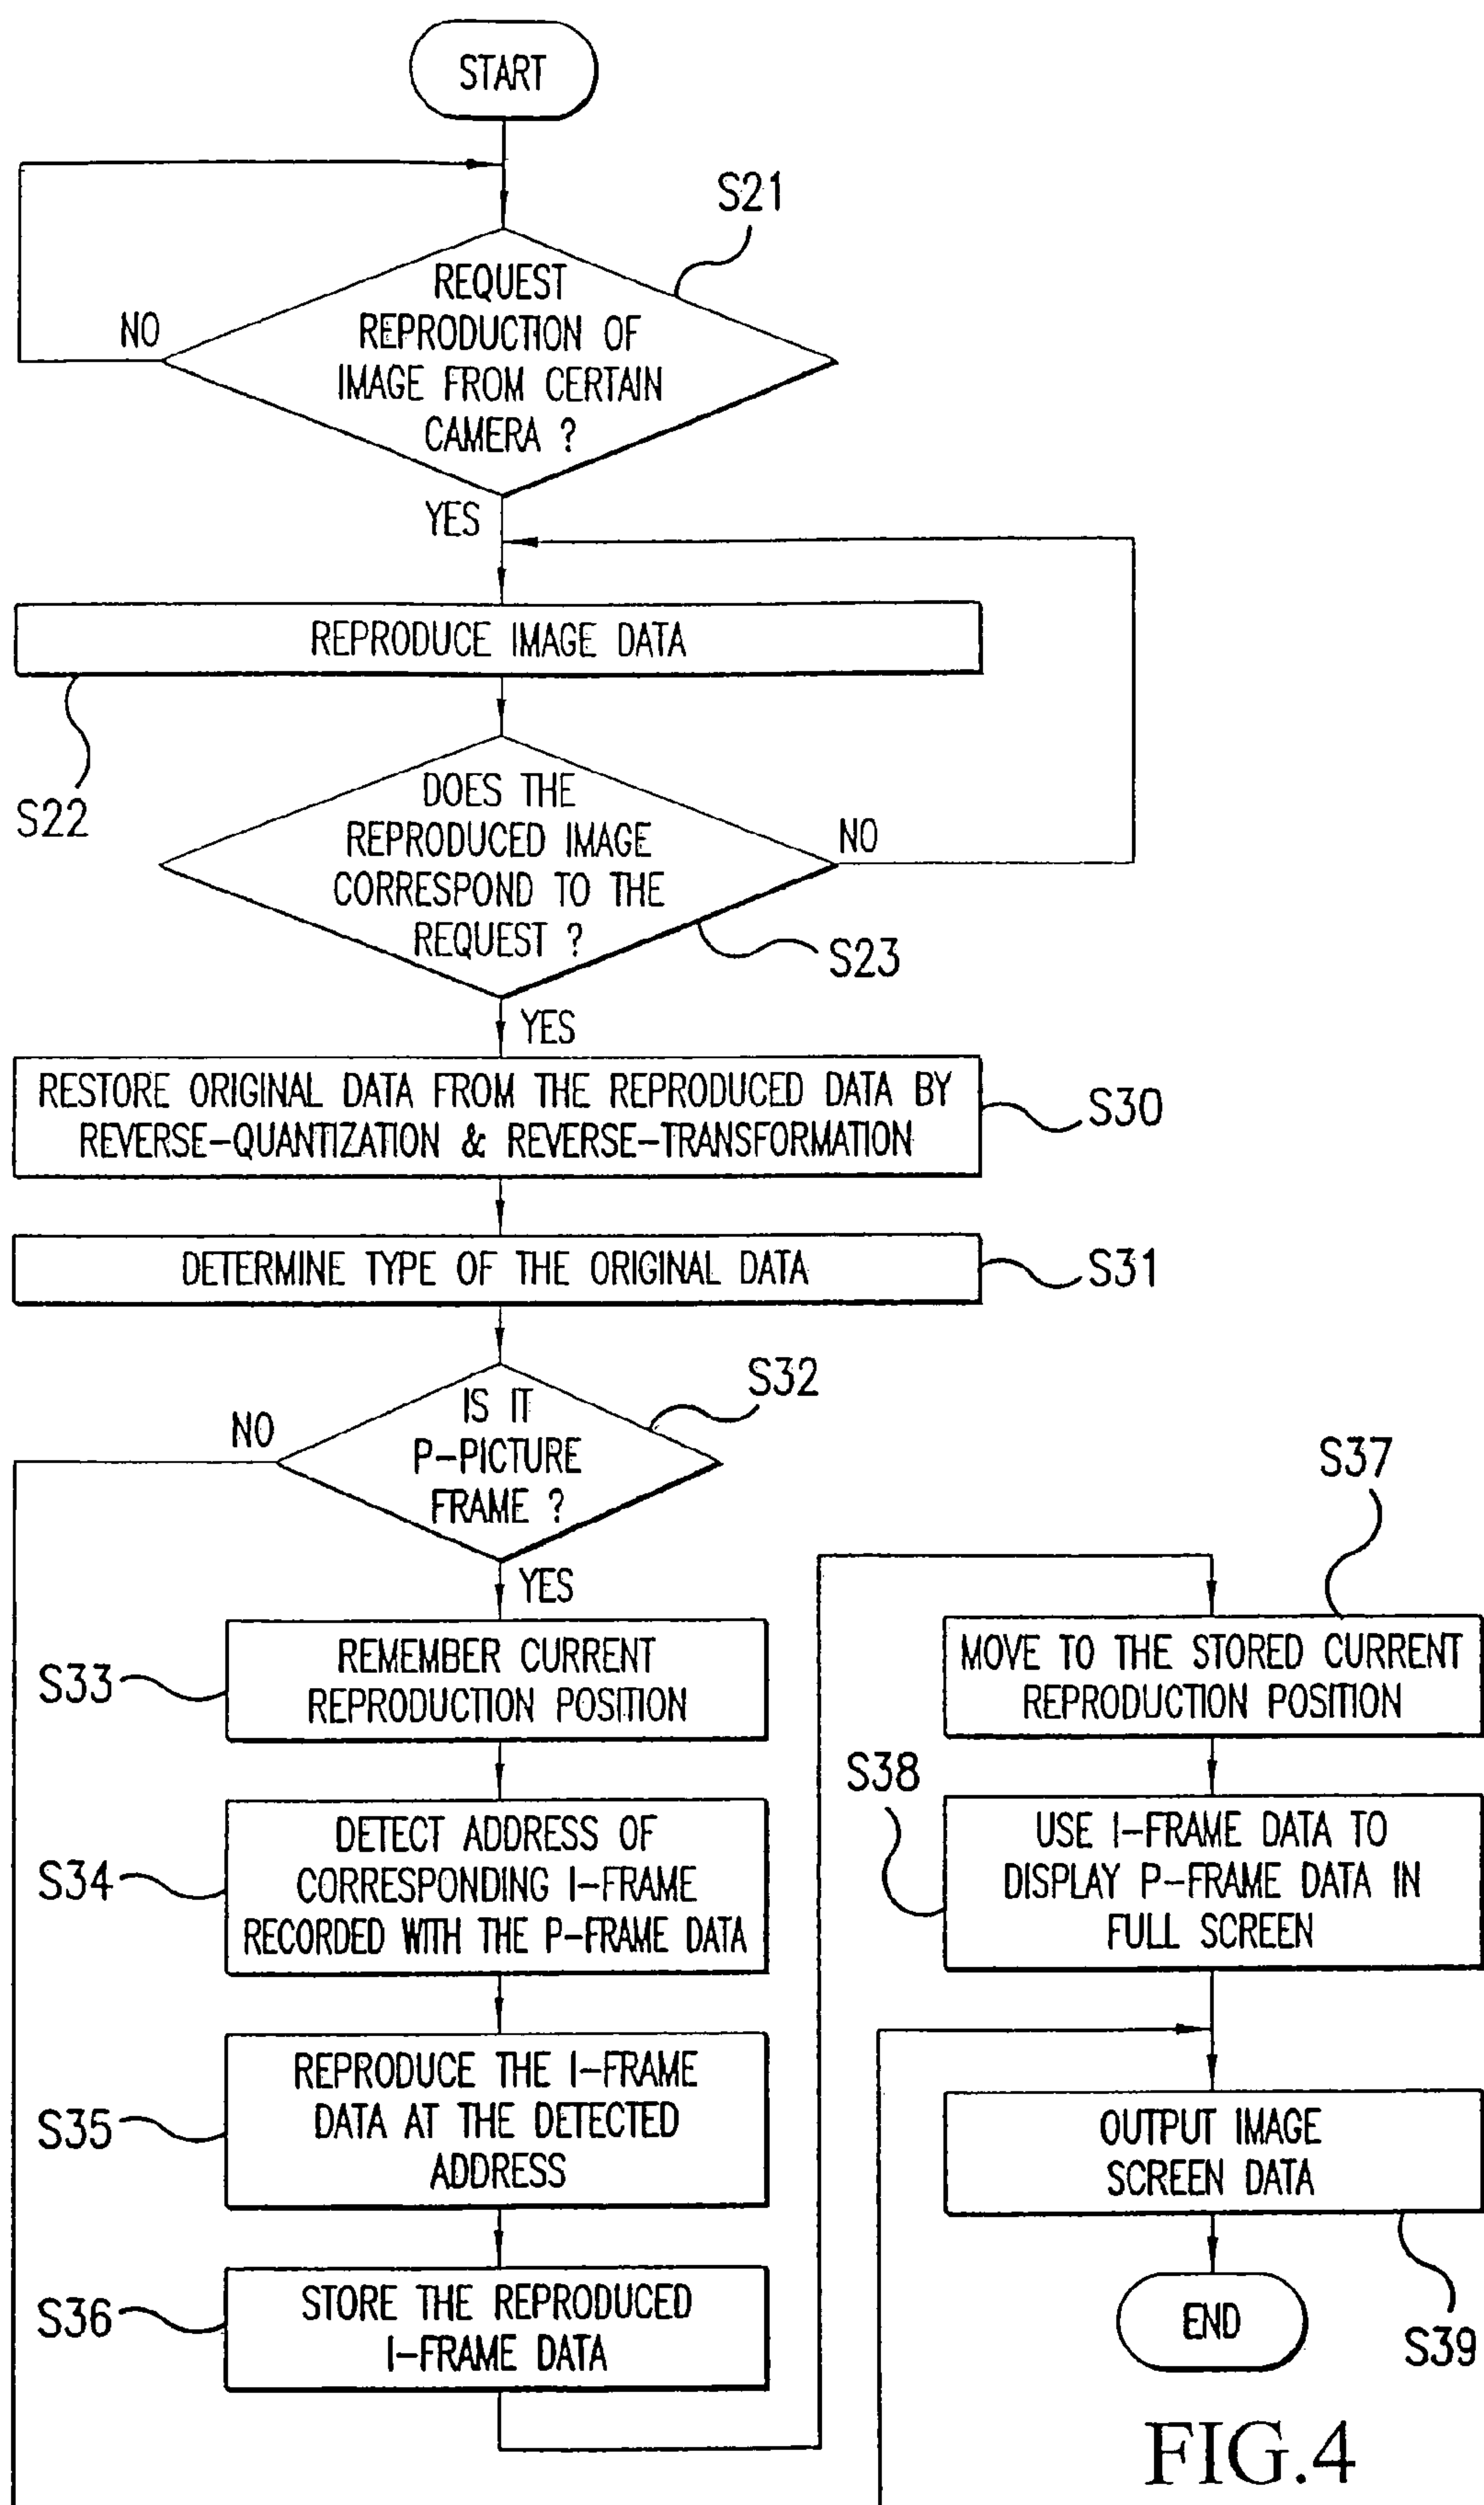 START
S21
REQUEST
REPRODUCTION OF
IMAGE FROM CERTAIN
CAMERA ?
NO
YES
REPRODUCE IMAGE DATA
S22
DOES THE
REPRODUCED IMAGE
CORRESPOND TO THE
REQUEST ?
NO
S23
YES
RESTORE ORIGINAL DATA FROM THE REPRODUCED DATA BY
REVERSE-QUANTIZATION & REVERSE-TRANSFORMATION
S30
DETERMINE TYPE OF THE ORIGINAL DATA
S31
IS IT
P-PICTURE
FRAME ?
S32
NO
YES
REMEMBER CURRENT
REPRODUCTION POSITION
S33
DETECT ADDRESS OF
CORRESPONDING I-FRAME
RECORDED WITH THE P-FRAME DATA
S34
REPRODUCE THE I-FRAME
DATA AT THE DETECTED
ADDRESS
S35
STORE THE REPRODUCED
I-FRAME DATA
S36
S37
MOVE TO THE STORED CURRENT
REPRODUCTION POSITION
S38
USE I-FRAME DATA TO
DISPLAY P-FRAME DATA IN
FULL SCREEN
OUTPUT IMAGE
SCREEN DATA
S39
END
FIG.4